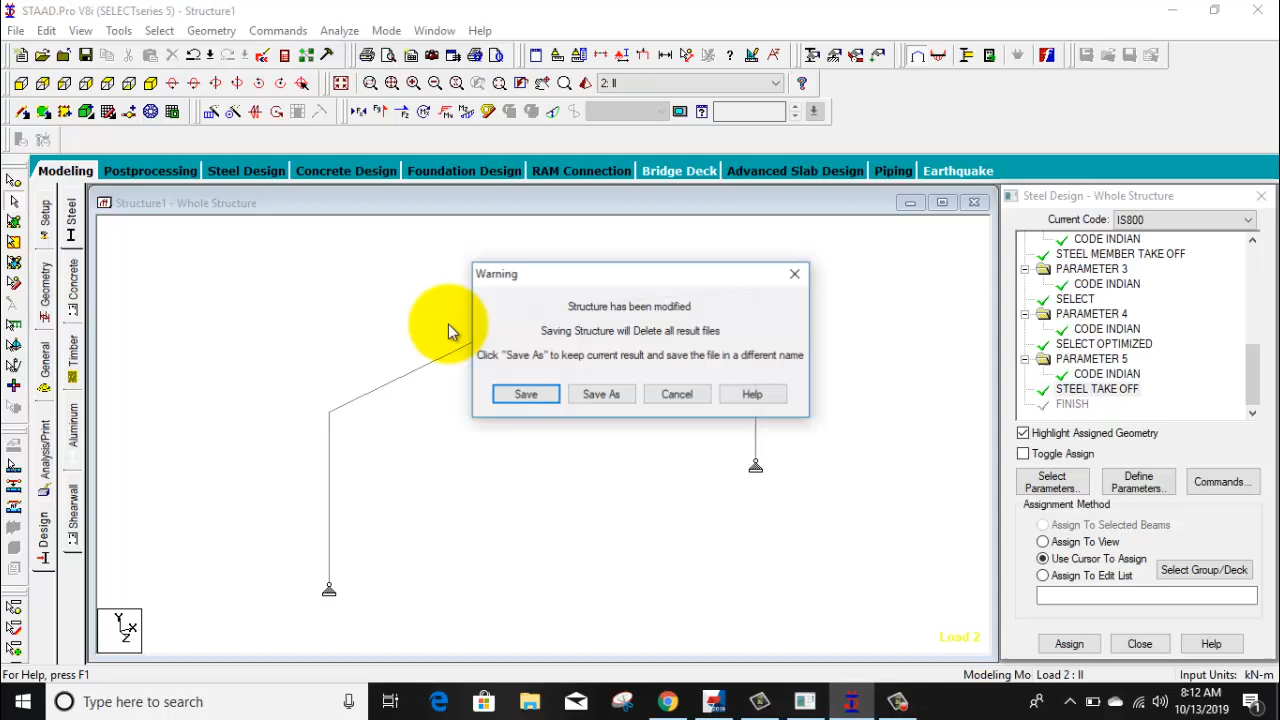 STAAD.Pro V8i (SELECTseries 5) - Structure1
File Edit View Tools Select Geometry Commands Analyze Mode Window Help
2: II
Modeling Postprocessing Steel Design Concrete Design Foundation Design RAM Connection Bridge Deck Advanced Slab Design Piping Earthquake
Setup
Geometry
General
Analysis/Print
Design
Steel
Concrete
Timber
Aluminum
Shearwall
Structure1 - Whole Structure
Warning
Structure has been modified
Saving Structure will Delete all result files
Click "Save As" to keep current result and save the file in a different name
Save Save As Cancel Help
Y
X
Z
Load 2
Steel Design - Whole Structure
Current Code: IS800
CODE INDIAN
STEEL MEMBER TAKE OFF
PARAMETER 3
CODE INDIAN
SELECT
PARAMETER 4
CODE INDIAN
SELECT OPTIMIZED
PARAMETER 5
CODE INDIAN
STEEL TAKE OFF
FINISH
Highlight Assigned Geometry
Toggle Assign
Select Parameters..
Define Parameters..
Commands...
Assignment Method
Assign To Selected Beams
Assign To View
Use Cursor To Assign
Select Group/Deck
Assign To Edit List
Assign Close Help
For Help, press F1
Modeling Mo Load 2 : II Input Units: kN-m
Type here to search
8:12 AM
10/13/2019